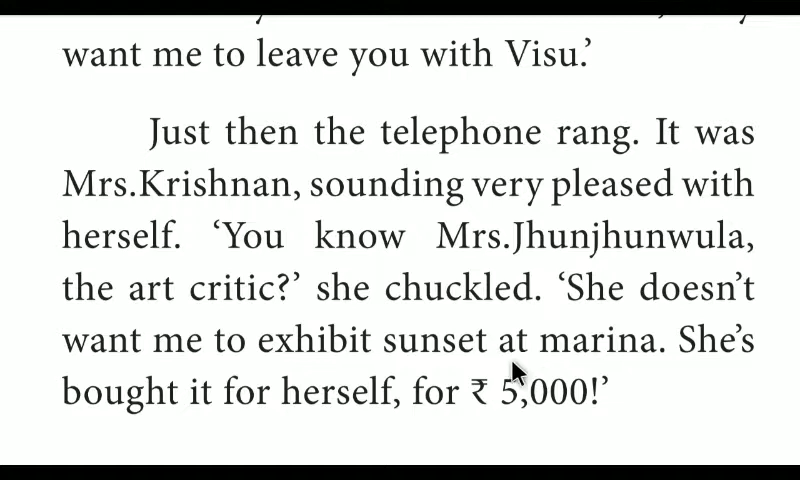 want me to leave you with Visu.’
Just then the telephone rang. It was
Mrs.Krishnan, sounding very pleased with
herself. ‘You know Mrs.Jhunjhunwula,
the art critic?’ she chuckled. ‘She doesn’t
want me to exhibit sunset at marina. She’s
bought it for herself, for ₹ 5,000!’